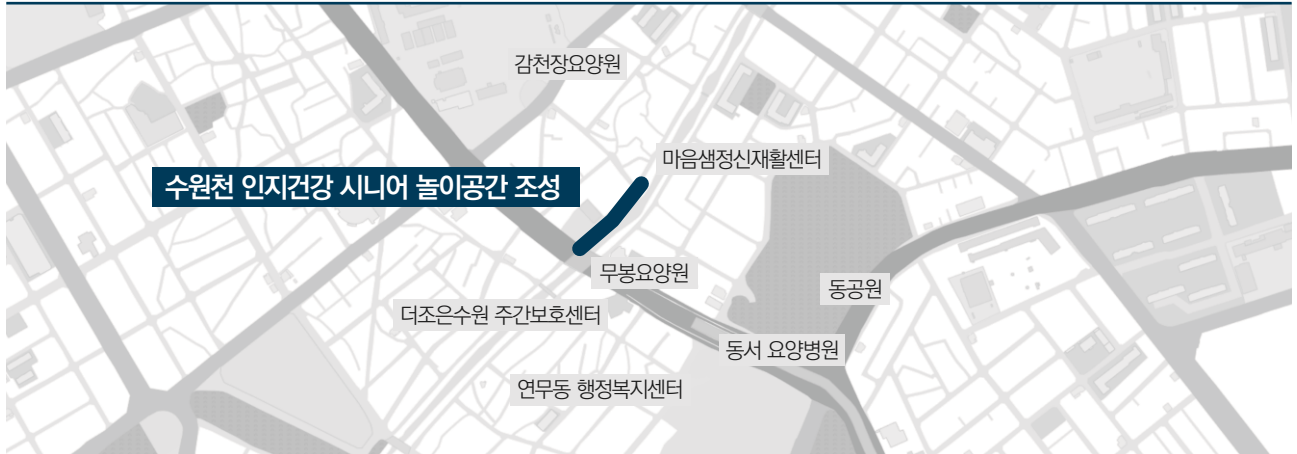 감천장요양원
마음샘정신재활센터
수원천 인지건강 시니어 놀이공간 조성
무봉요양원
동공원
더조은수원 주간보호센터
동서 요양병원
연무동 행정복지센터